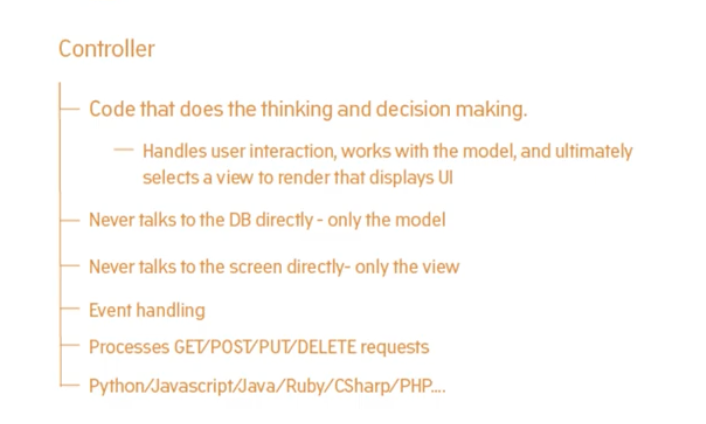 Controller
Code that does the thinking and decision making.
Handles user interaction, works with the model, and ultimately
selects a view to render that displays UI
Never talks to the DB directly - only the model
Never talks to the screen directly- only the view
Event handling
Processes GET/POST/PUT/DELETE requests
Python/Javascript/Java/Ruby/CSharp/PHP....